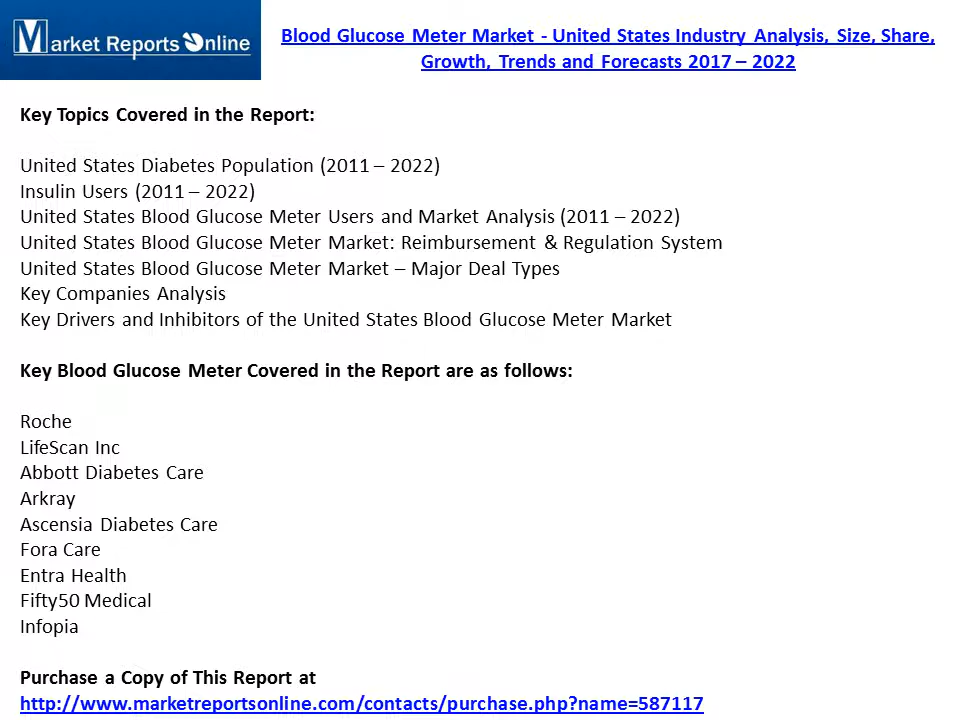 Market Reports Online
Blood Glucose Meter Market - United States Industry Analysis, Size, Share,
Growth, Trends and Forecasts 2017 – 2022
Key Topics Covered in the Report:
United States Diabetes Population (2011 – 2022)
Insulin Users (2011 – 2022)
United States Blood Glucose Meter Users and Market Analysis (2011 – 2022)
United States Blood Glucose Meter Market: Reimbursement & Regulation System
United States Blood Glucose Meter Market – Major Deal Types
Key Companies Analysis
Key Drivers and Inhibitors of the United States Blood Glucose Meter Market
Key Blood Glucose Meter Covered in the Report are as follows:
Roche
LifeScan Inc
Abbott Diabetes Care
Arkray
Ascensia Diabetes Care
Fora Care
Entra Health
Fifty50 Medical
Infopia
Purchase a Copy of This Report at
http://www.marketreportsonline.com/contacts/purchase.php?name=587117